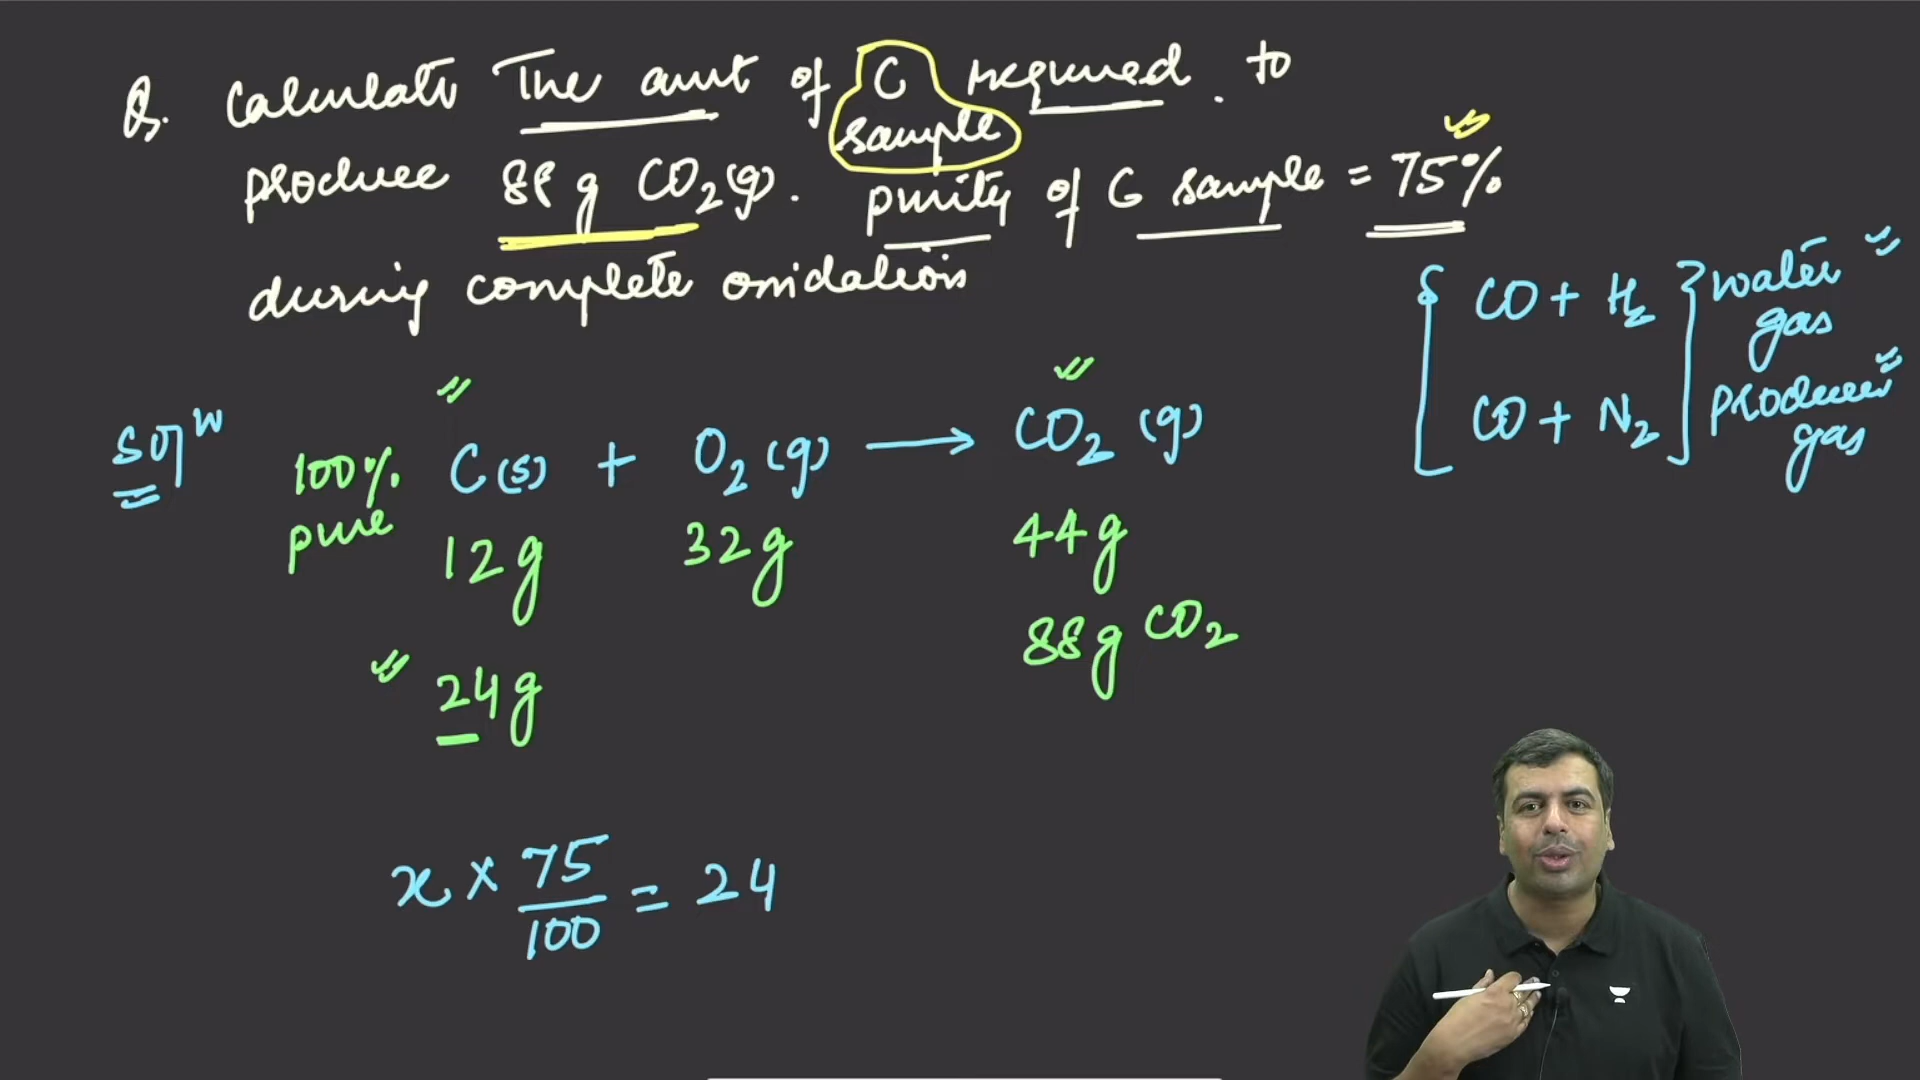 Q. Calculate The amt of C required. to
sample
produce 88 g CO2(g). purity of C sample = 75%
during complete oxidation
CO + H2 water gas
CO + N2 producer gas
Solⁿ
100% pure
C(s) + O2(g) → CO2(g)
12g 32g 44g
88g CO2
24g
x × 75/100 = 24